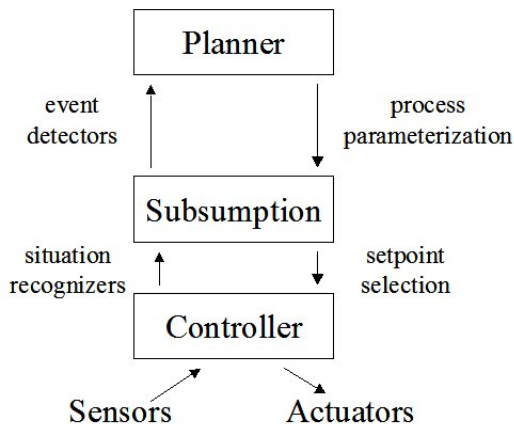 Planner
event
detectors
process
parameterization
Subsumption
situation
recognizers
setpoint
selection
Controller
Sensors
Actuators